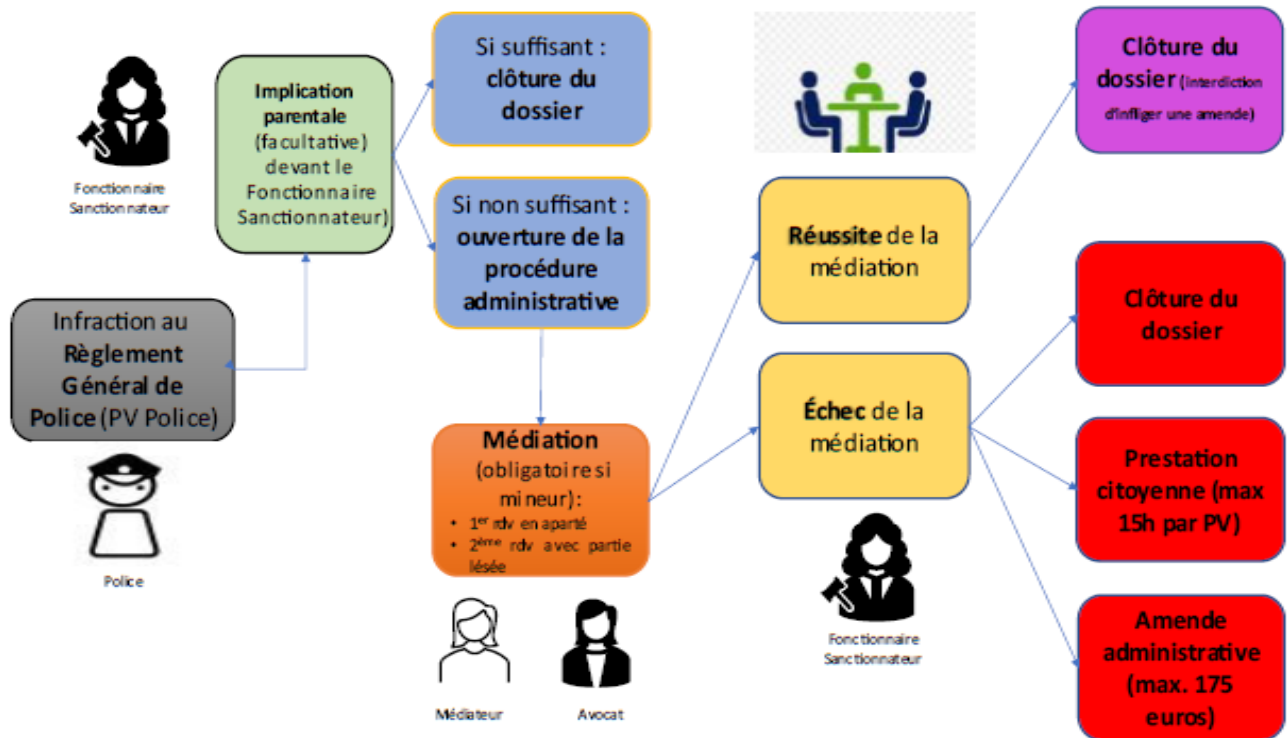 Fonctionnaire
Sanctionnateur
Implication
parentale
(facultative)
devant le
Fonctionnaire
Sanctionnateur)
Si suffisant :
clôture du
dossier
Si non suffisant :
ouverture de la
procédure
administrative
Infraction au
Règlement
Général de
Police (PV Police)
Police
Médiation
(obligatoire si
mineur):
• 1er rdv en aparté
• 2ème rdv avec partie
lésée
Médiateur
Avocat
Réussite de la
médiation
Échec de la
médiation
Fonctionnaire
Sanctionnateur
Clôture du
dossier (interdiction
d'infliger une amende)
Clôture du
dossier
Prestation
citoyenne (max
15h par PV)
Amende
administrative
(max. 175
euros)